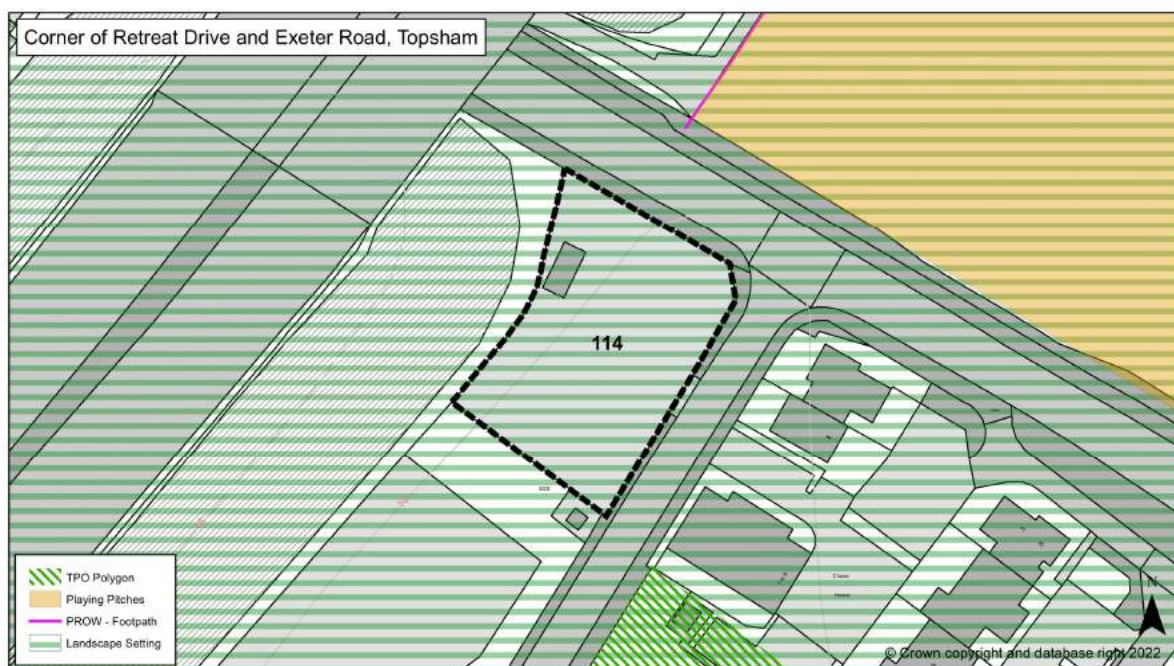 Corner of Retreat Drive and Exeter Road, Topsham
114
TPO Polygon
Playing Pitches
PROW - Footpath
Landscape Setting
N
© Crown copyright and database right 2022